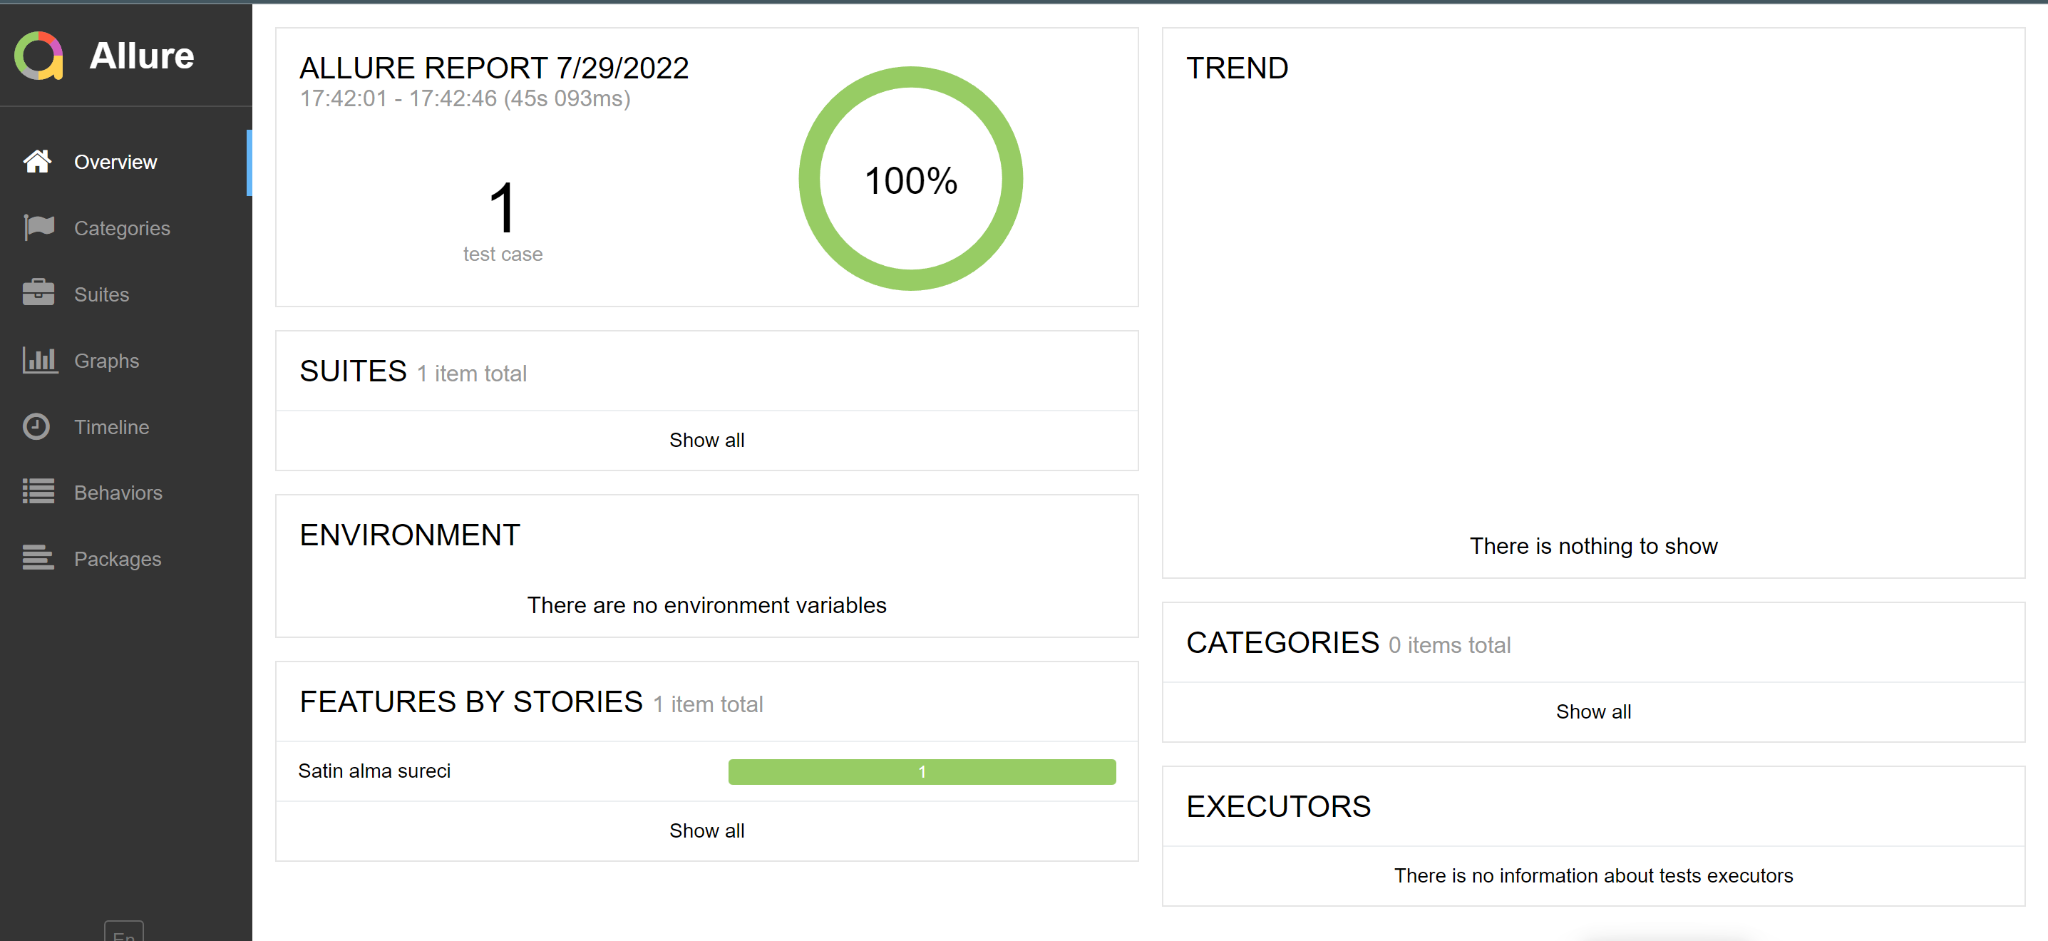 Allure
Overview
Categories
Suites
Graphs
Timeline
Behaviors
Packages
En
ALLURE REPORT 7/29/2022
17:42:01 - 17:42:46 (45s 093ms)
1
test case
100%
SUITES 1 item total
Show all
ENVIRONMENT
There are no environment variables
FEATURES BY STORIES 1 item total
Satin alma sureci 1
Show all
TREND
There is nothing to show
CATEGORIES 0 items total
Show all
EXECUTORS
There is no information about tests executors